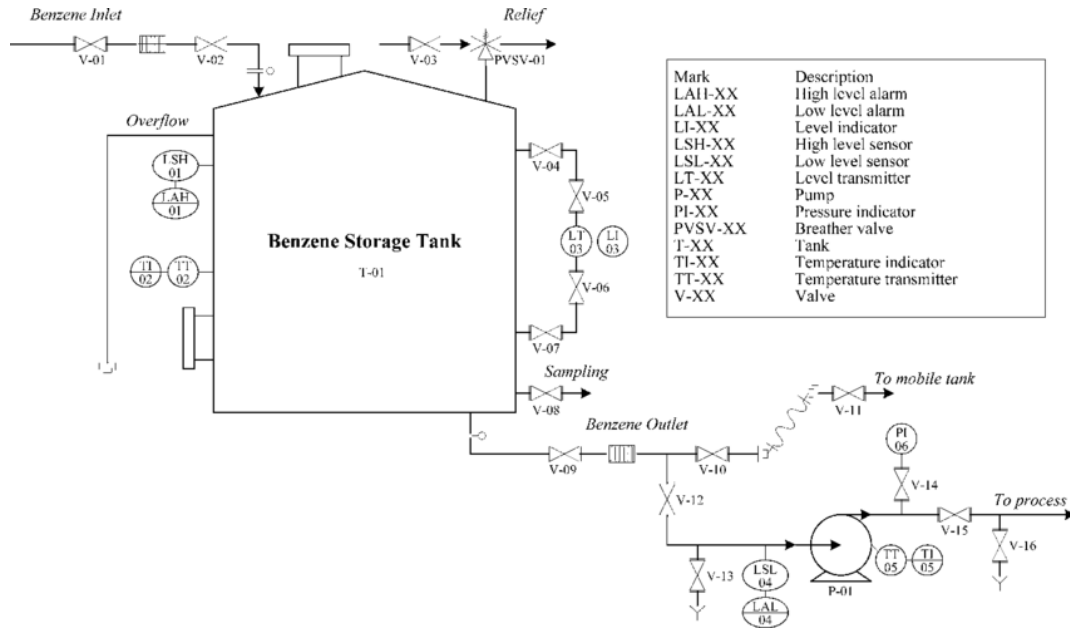 Benzene Inlet
Relief
V-01
V-02
V-03
PVSV-01
Overflow
LSH
01
LAH
01
TI
02
TT
02
Benzene Storage Tank
T-01
V-04
V-05
LT
03
LI
03
V-06
V-07
Sampling
V-08
Mark Description
LAH-XX High level alarm
LAL-XX Low level alarm
LI-XX Level indicator
LSH-XX High level sensor
LSL-XX Low level sensor
LT-XX Level transmitter
P-XX Pump
PI-XX Pressure indicator
PVSV-XX Breather valve
T-XX Tank
TI-XX Temperature indicator
TT-XX Temperature transmitter
V-XX Valve
To mobile tank
V-11
Benzene Outlet
V-09
V-10
PI
06
V-12
V-14
To process
V-15
V-16
V-13
LSL
04
LAL
04
TT
05
TI
05
P-01